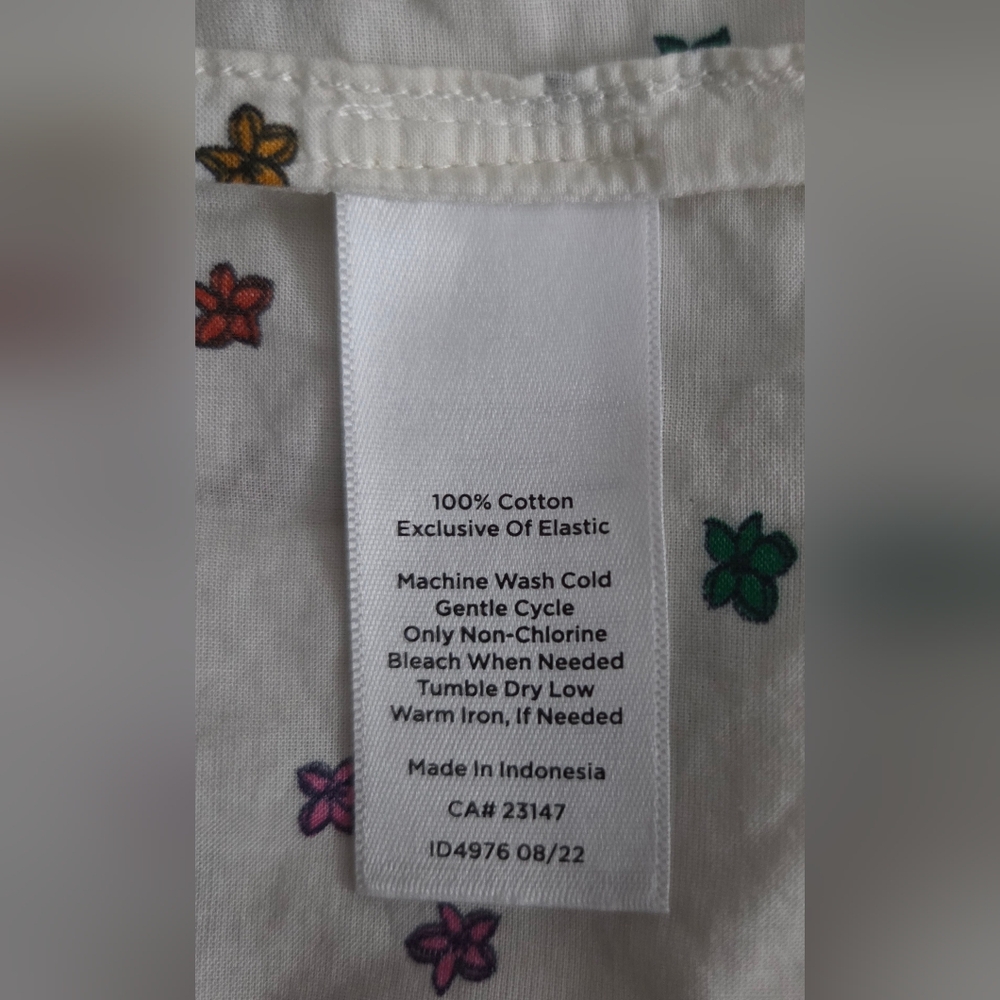 100% Cotton
Exclusive Of Elastic
Machine Wash Cold
Gentle Cycle
Only Non-Chlorine
Bleach When Needed
Tumble Dry Low
Warm Iron, If Needed
Made In Indonesia
CA# 23147
ID4976 08/22